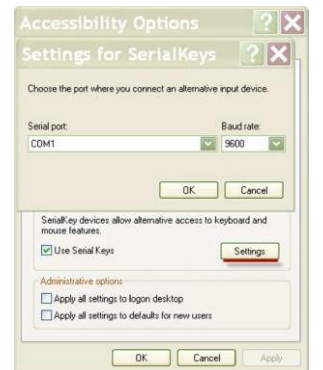 Accessibility Options
Settings for SerialKeys
Choose the port where you connect an alternative input device.
Serial port:
Baud rate:
COM1
9600
OK
Cancel
SerialKey devices allow alternative access to keyboard and
mouse features.
Use Serial Keys
Settings
Administrative options
Apply all settings to logon desktop
Apply all settings to defaults for new users
OK
Cancel
Apply